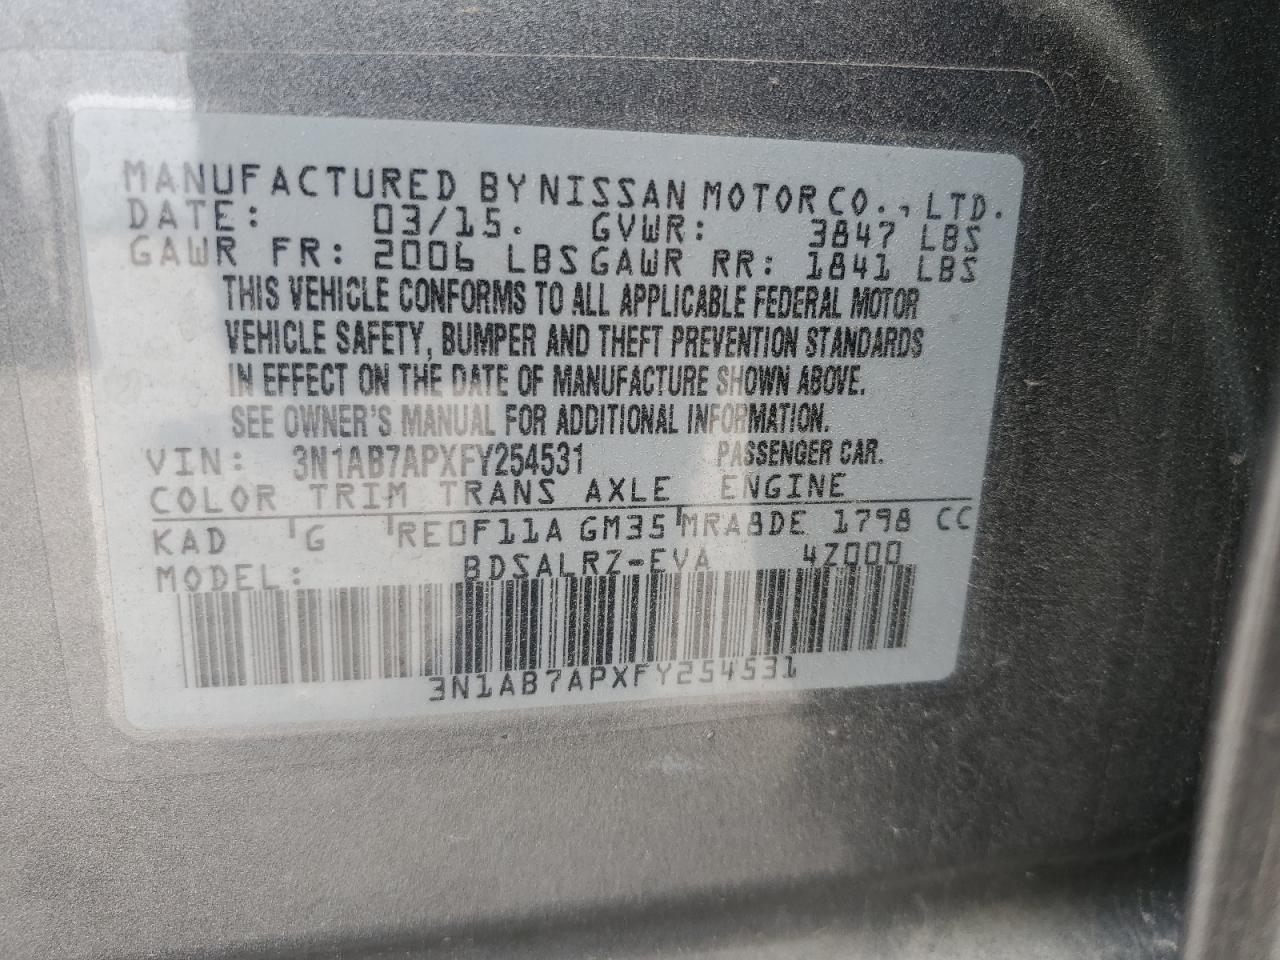 MANUFACTURED BY NISSAN MOTOR CO., LTD.
DATE: 03/15. GVWR: 3847 LBS
GAWR FR: 2006 LBS GAWR RR: 1841 LBS
THIS VEHICLE CONFORMS TO ALL APPLICABLE FEDERAL MOTOR
VEHICLE SAFETY, BUMPER AND THEFT PREVENTION STANDARDS
IN EFFECT ON THE DATE OF MANUFACTURE SHOWN ABOVE.
SEE OWNER'S MANUAL FOR ADDITIONAL INFORMATION.
VIN: 3N1AB7APXFY254531 PASSENGER CAR.
COLOR TRIM TRANS AXLE ENGINE
KAD G RE0F11A GM35 MRA8DE 1798 CC
MODEL: BDSALRZ-EVA 4Z000
3N1AB7APXFY254531